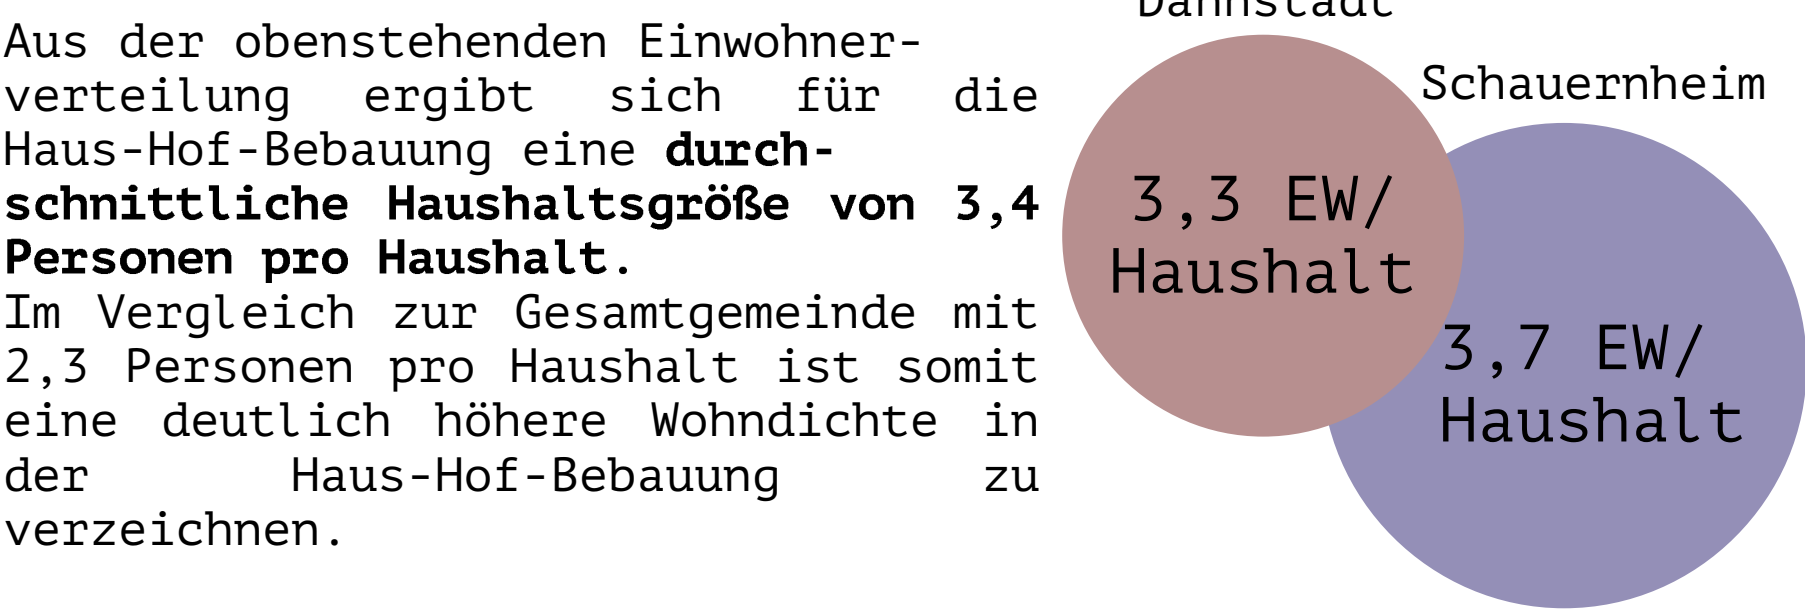 Aus der obenstehenden Einwohner-
verteilung ergibt sich für die
Haus-Hof-Bebauung eine durch-
schnittliche Haushaltsgröße von 3,4
Personen pro Haushalt.
Im Vergleich zur Gesamtgemeinde mit
2,3 Personen pro Haushalt ist somit
eine deutlich höhere Wohndichte in
der Haus-Hof-Bebauung zu
verzeichnen.
Dannstadt
3,3 EW/
Haushalt
Schauernheim
3,7 EW/
Haushalt